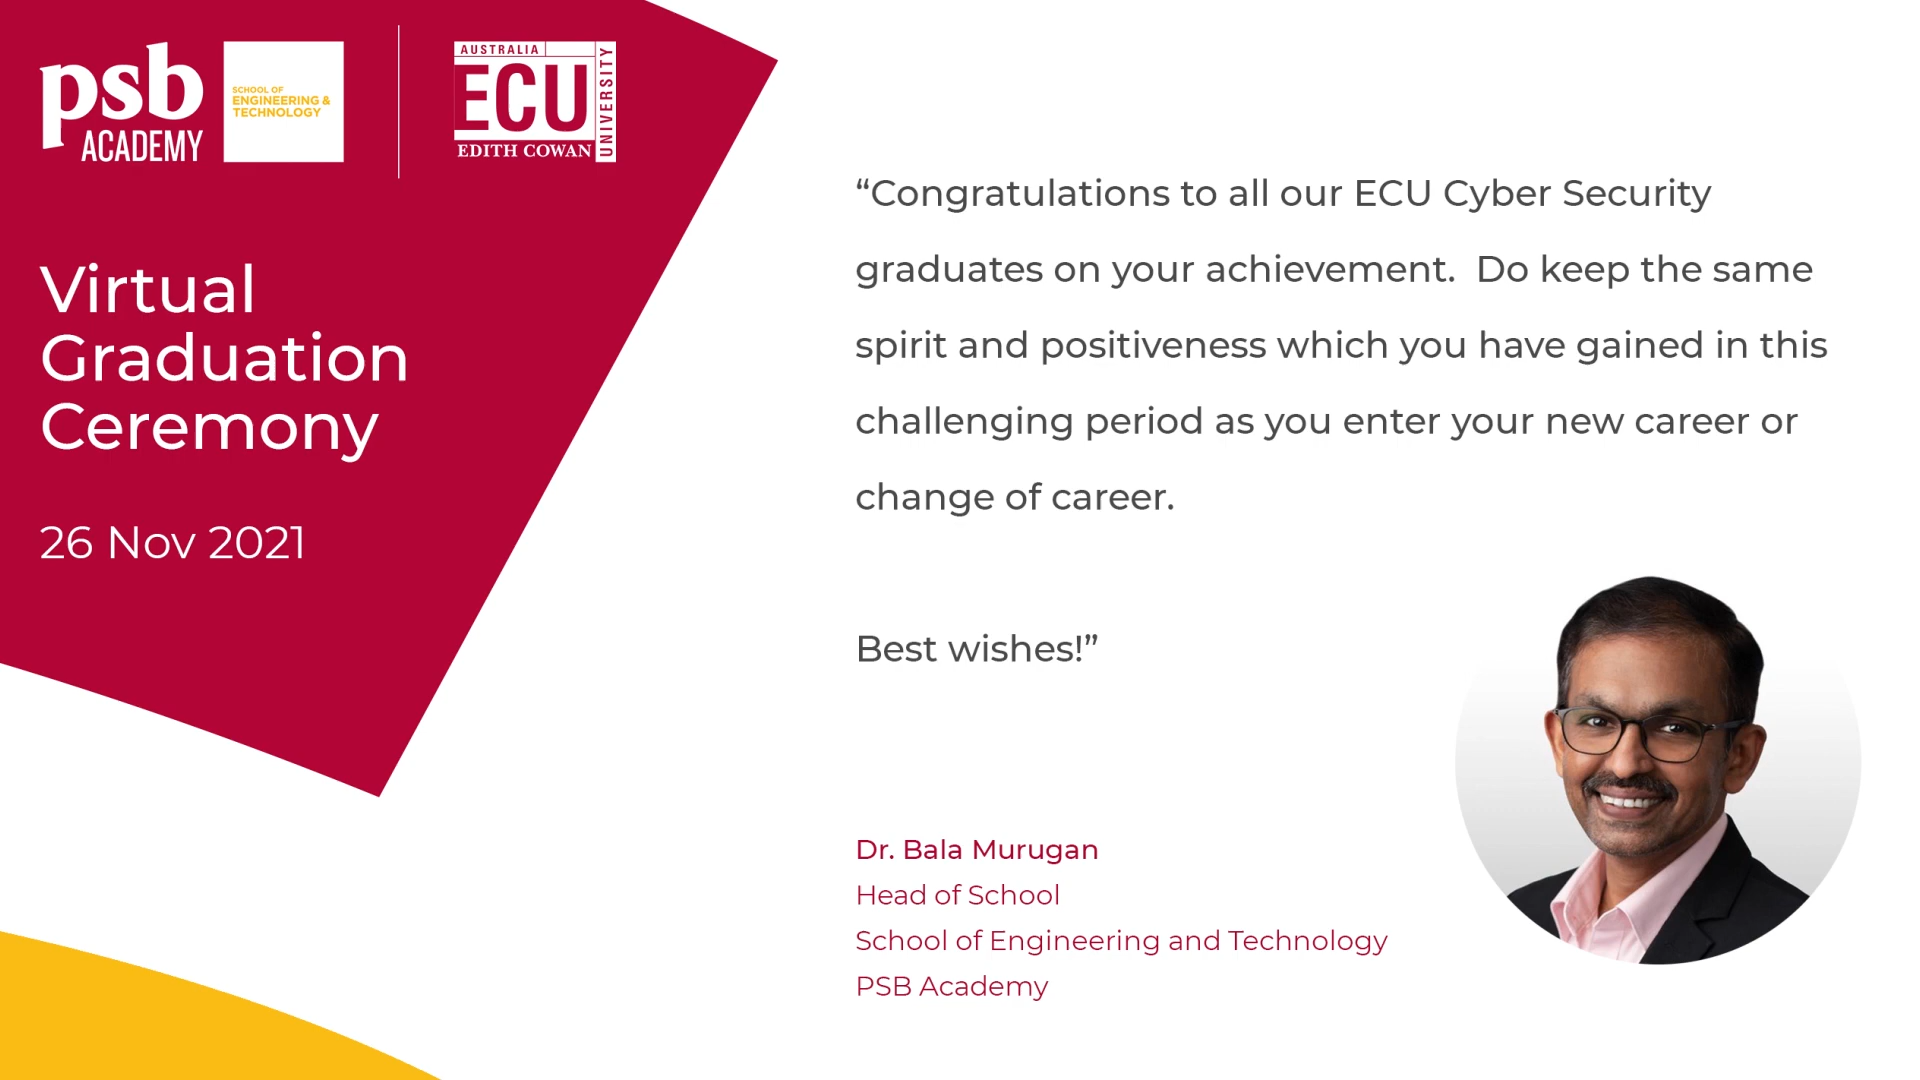 psb
ACADEMY
SCHOOL OF
ENGINEERING &
TECHNOLOGY
AUSTRALIA
ECU
EDITH COWAN
UNIVERSITY
Virtual
Graduation
Ceremony
26 Nov 2021
“Congratulations to all our ECU Cyber Security
graduates on your achievement.  Do keep the same
spirit and positiveness which you have gained in this
challenging period as you enter your new career or
change of career.
Best wishes!”
Dr. Bala Murugan
Head of School
School of Engineering and Technology
PSB Academy